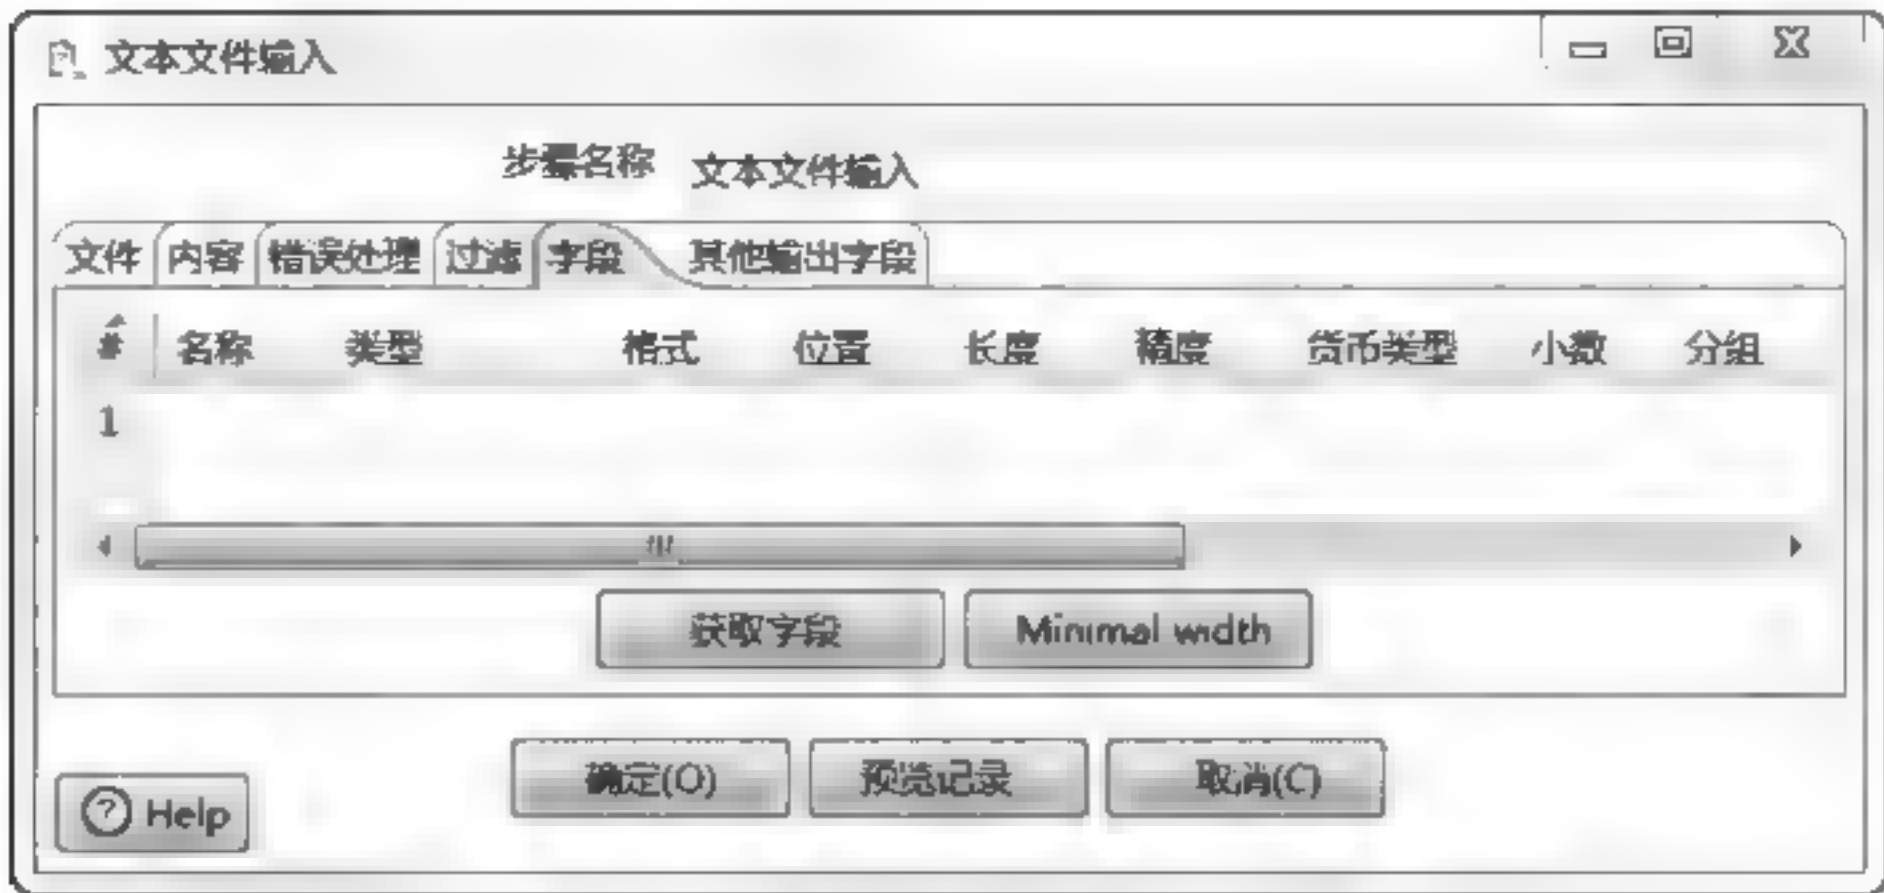 文本文件输入
步骤名称 文本文件输入
文件 内容 错误处理 过滤 字段 其他输出字段
# 名称 类型 格式 位置 长度 精度 货币类型 小数 分组
1
获取字段 Minimal width
确定(O) 预览记录 取消(C)
Help